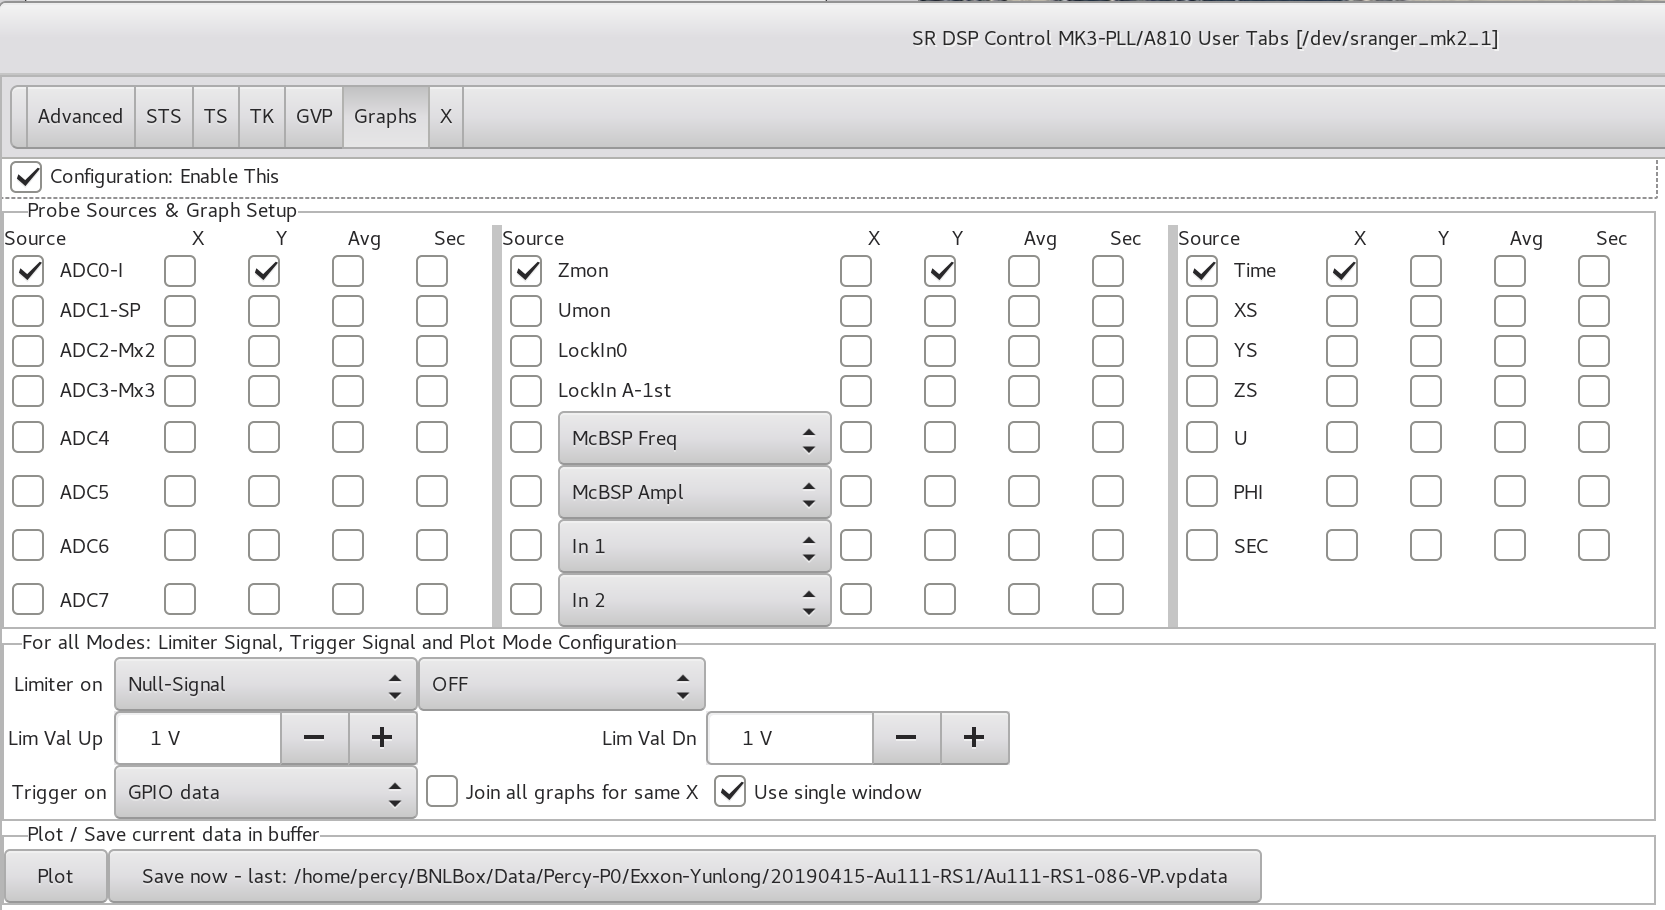 SR DSP Control MK3-PLL/A810 User Tabs [/dev/sranger_mk2_1]
Advanced STS TS TK GVP Graphs X
Configuration: Enable This
Probe Sources & Graph Setup
Source X Y Avg Sec Source X Y Avg Sec Source X Y Avg Sec
ADC0-I Zmon Time
ADC1-SP Umon XS
ADC2-Mx2 LockIn0 YS
ADC3-Mx3 LockIn A-1st ZS
ADC4 McBSP Freq U
ADC5 McBSP Ampl PHI
ADC6 In 1 SEC
ADC7 In 2
For all Modes: Limiter Signal, Trigger Signal and Plot Mode Configuration
Limiter on Null-Signal OFF
Lim Val Up 1 V − + Lim Val Dn 1 V − +
Trigger on GPIO data Join all graphs for same X Use single window
Plot / Save current data in buffer
Plot Save now - last: /home/percy/BNLBox/Data/Percy-P0/Exxon-Yunlong/20190415-Au111-RS1/Au111-RS1-086-VP.vpdata